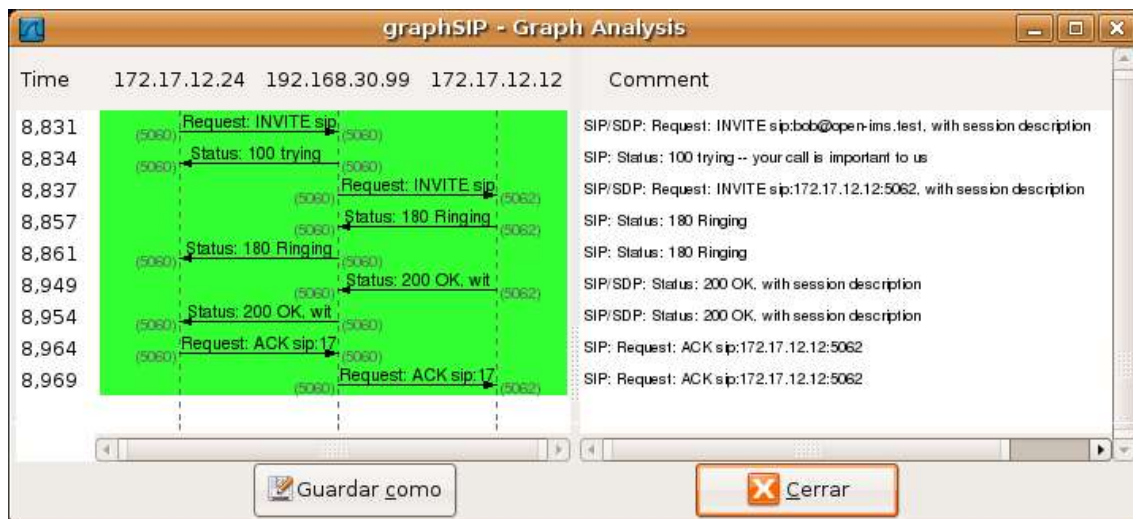 graphSIP - Graph Analysis
Time 172.17.12.24 192.168.30.99 172.17.12.12 Comment
8,831 (5060) Request: INVITE sip (5060) SIP/SDP: Request: INVITE sip:bob@open-ims.test, with session description
8,834 (5060) Status: 100 trying (5060) SIP: Status: 100 trying -- your call is important to us
8,837 (5060) Request: INVITE sip (5062) SIP/SDP: Request: INVITE sip:172.17.12.12:5062, with session description
8,857 (5060) Status: 180 Ringing (5062) SIP: Status: 180 Ringing
8,861 (5060) Status: 180 Ringing (5060) SIP: Status: 180 Ringing
8,949 (5060) Status: 200 OK, wit (5062) SIP/SDP: Status: 200 OK, with session description
8,954 (5060) Status: 200 OK, wit (5060) SIP/SDP: Status: 200 OK, with session description
8,964 (5060) Request: ACK sip:17 (5060) SIP: Request: ACK sip:172.17.12.12:5062
8,969 (5060) Request: ACK sip:17 (5062) SIP: Request: ACK sip:172.17.12.12:5062
Guardar como Cerrar